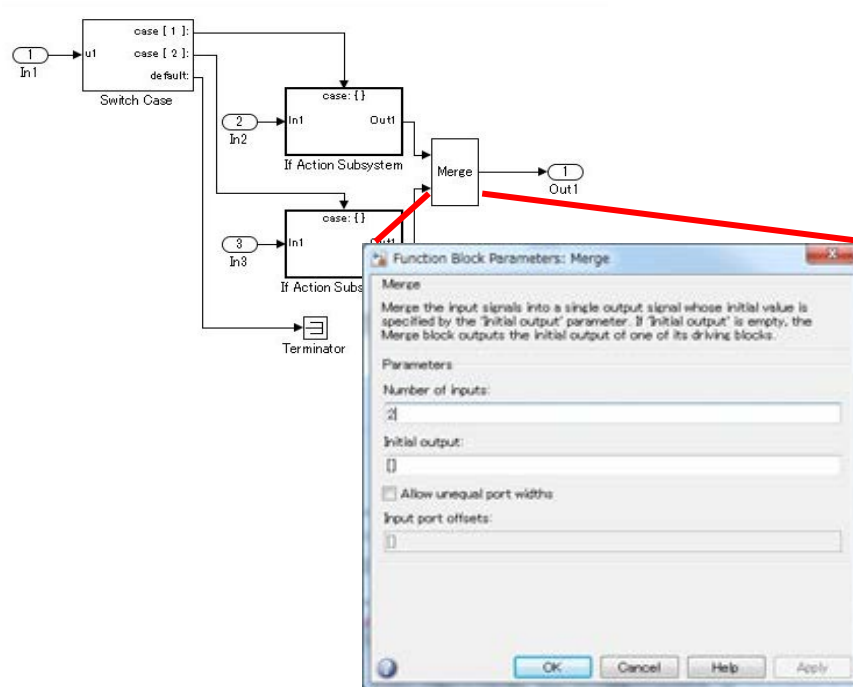 case [ 1 ]:
1
u1
case [ 2 ]:
In1
default:
Switch Case
case: { }
2
In1
Out1
In2
If Action Subsystem
Merge
1
Out1
case: { }
3
In1
In3
If Action Subs
Terminator
Function Block Parameters: Merge
Merge
Merge the input signals into a single output signal whose initial value is
specified by the 'Initial output' parameter. If 'Initial output' is empty, the
Merge block outputs the initial output of one of its driving blocks.
Parameters
Number of inputs:
2
Initial output:
[]
Allow unequal port widths
Input port offsets:
[]
OK
Cancel
Help
Apply